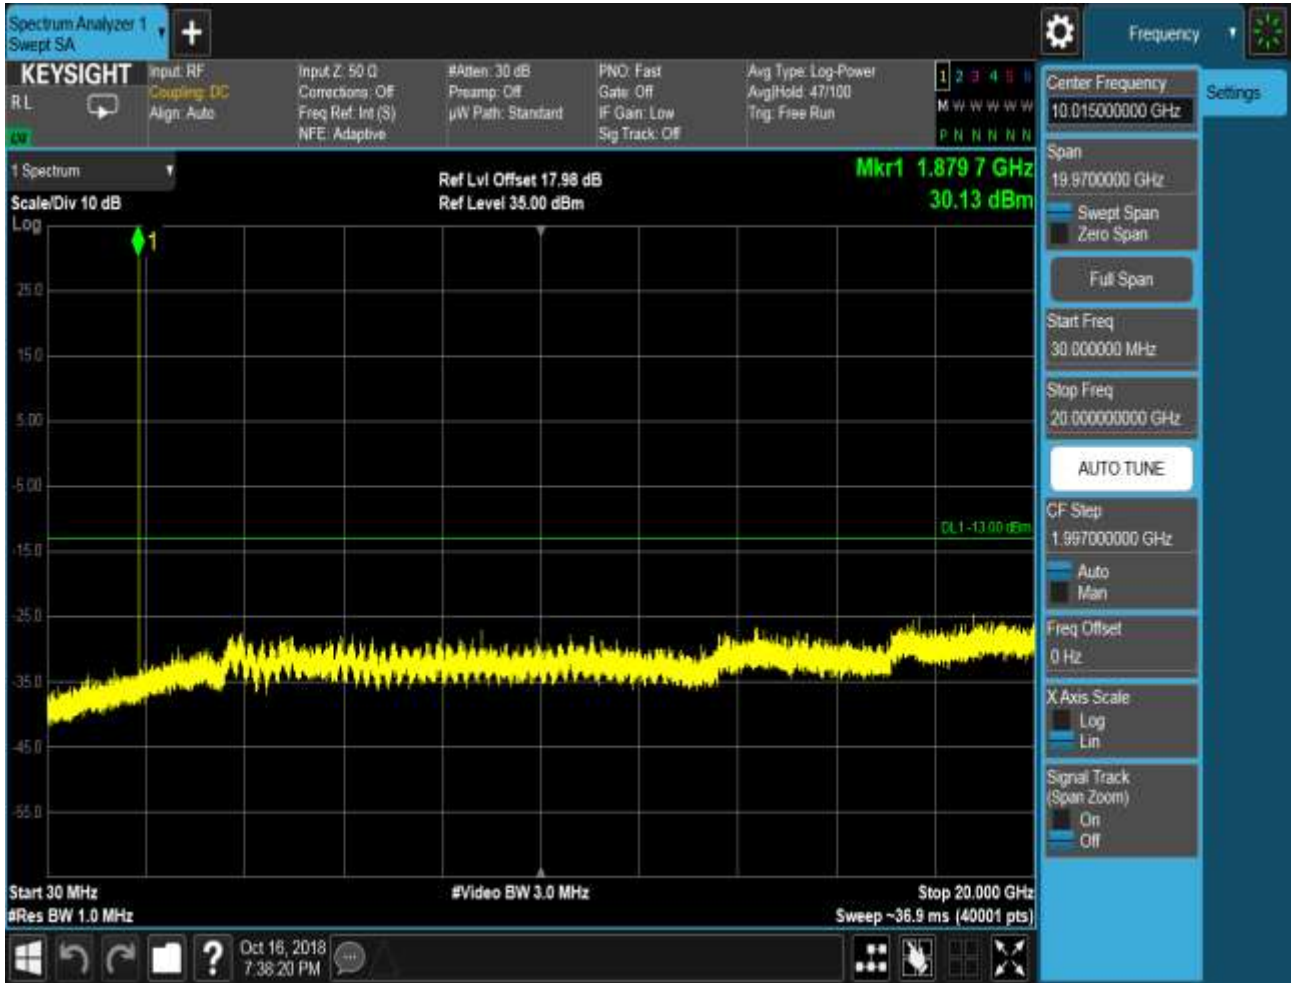 Spectrum Analyzer 1
Swept SA
+
Frequency
KEYSIGHT
RL
Input: RF
Coupling: DC
Align: Auto
Input Z: 50 Ω
Corrections: Off
Freq Ref: Int (S)
NFE: Adaptive
#Atten: 30 dB
Preamp: Off
µW Path: Standard
PNO: Fast
Gate: Off
IF Gain: Low
Sig Track: Off
Avg Type: Log-Power
Avg|Hold: 47/100
Trig: Free Run
1 2 3 4 5 6
M W W W W W
P N N N N N
1 Spectrum
Scale/Div 10 dB
Log
Ref Lvl Offset 17.98 dB
Ref Level 35.00 dBm
Mkr1 1.879 7 GHz
30.13 dBm
1
25.0
15.0
5.00
-5.00
-15.0
-25.0
-35.0
-45.0
-55.0
DL1 -13.00 dBm
Start 30 MHz
#Res BW 1.0 MHz
#Video BW 3.0 MHz
Stop 20.000 GHz
Sweep ~36.9 ms (40001 pts)
Center Frequency
10.015000000 GHz
Settings
Span
19.9700000 GHz
Swept Span
Zero Span
Full Span
Start Freq
30.000000 MHz
Stop Freq
20.000000000 GHz
AUTO TUNE
CF Step
1.997000000 GHz
Auto
Man
Freq Offset
0 Hz
X Axis Scale
Log
Lin
Signal Track
(Span Zoom)
On
Off
?
Oct 16, 2018
7:38:20 PM